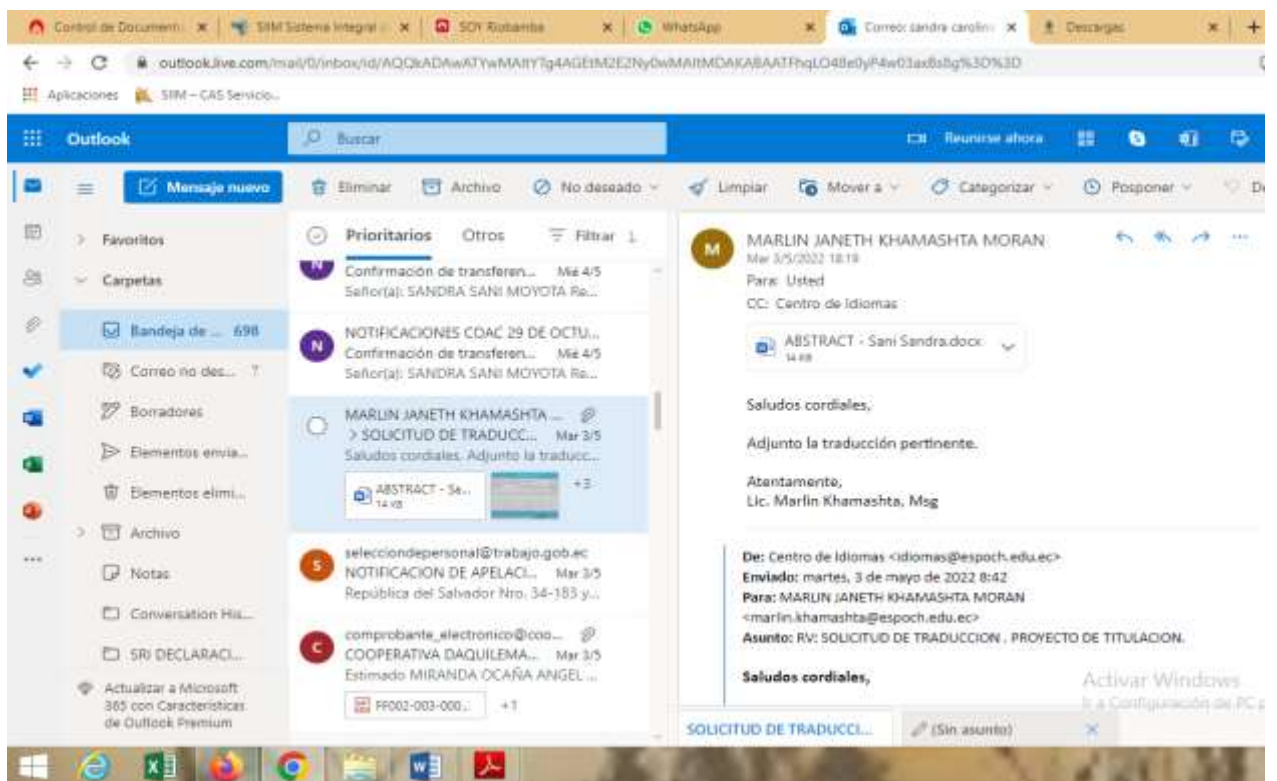 Control de Document
SIIM Sistema Integral
SOY Riobamba
WhatsApp
Correo: sandra carolin
Descargas
outlook.live.com/mail/0/inbox/id/
Aplicaciones
SIIM – CAS Servicio...
Outlook
Buscar
Reunirse ahora
Mensaje nuevo
Eliminar
Archivo
No deseado
Limpiar
Mover a
Categorizar
Posponer
De
Favoritos
Carpetas
Bandeja de ... 698
Correo no des... 7
Borradores
Elementos envia...
Elementos elimi...
Archivo
Notas
Conversation His...
SRI DECLARACI...
Actualizar a Microsoft
365 con Características
de Outlook Premium
Prioritarios
Otros
Filtrar
N
Confirmación de transferen... Mié 4/5
Señor(a): SANDRA SANI MOYOTA Re...
N
NOTIFICACIONES COAC 29 DE OCTU...
Confirmación de transferen... Mié 4/5
Señor(a): SANDRA SANI MOYOTA Re...
MARLIN JANETH KHAMASHTA ...
> SOLICITUD DE TRADUCC... Mar 3/5
Saludos cordiales, Adjunto la traducc...
ABSTRACT - Sa...
14 KB
+3
S
selecciondepersonal@trabajo.gob.ec
NOTIFICACION DE APELACI... Mar 3/5
República del Salvador Nro. 34-183 y...
C
comprobante_electronico@coo...
COOPERATIVA DAQUILEMA... Mar 3/5
Estimado MIRANDA OCAÑA ANGEL ...
FF002-003-000...
+1
M
MARLIN JANETH KHAMASHTA MORAN
Mar 3/5/2022 18:19
Para: Usted
CC: Centro de Idiomas
ABSTRACT - Sani Sandra.docx
14 KB
Saludos cordiales,
Adjunto la traducción pertinente.
Atentamente,
Lic. Marlin Khamashta, Msg
De: Centro de Idiomas <idiomas@espoch.edu.ec>
Enviado: martes, 3 de mayo de 2022 8:42
Para: MARLIN JANETH KHAMASHTA MORAN
<marlin.khamashta@espoch.edu.ec>
Asunto: RV: SOLICITUD DE TRADUCCION . PROYECTO DE TITULACION.
Saludos cordiales,
Activar Windows
Ir a Configuración de PC p
SOLICITUD DE TRADUCCI...
(Sin asunto)